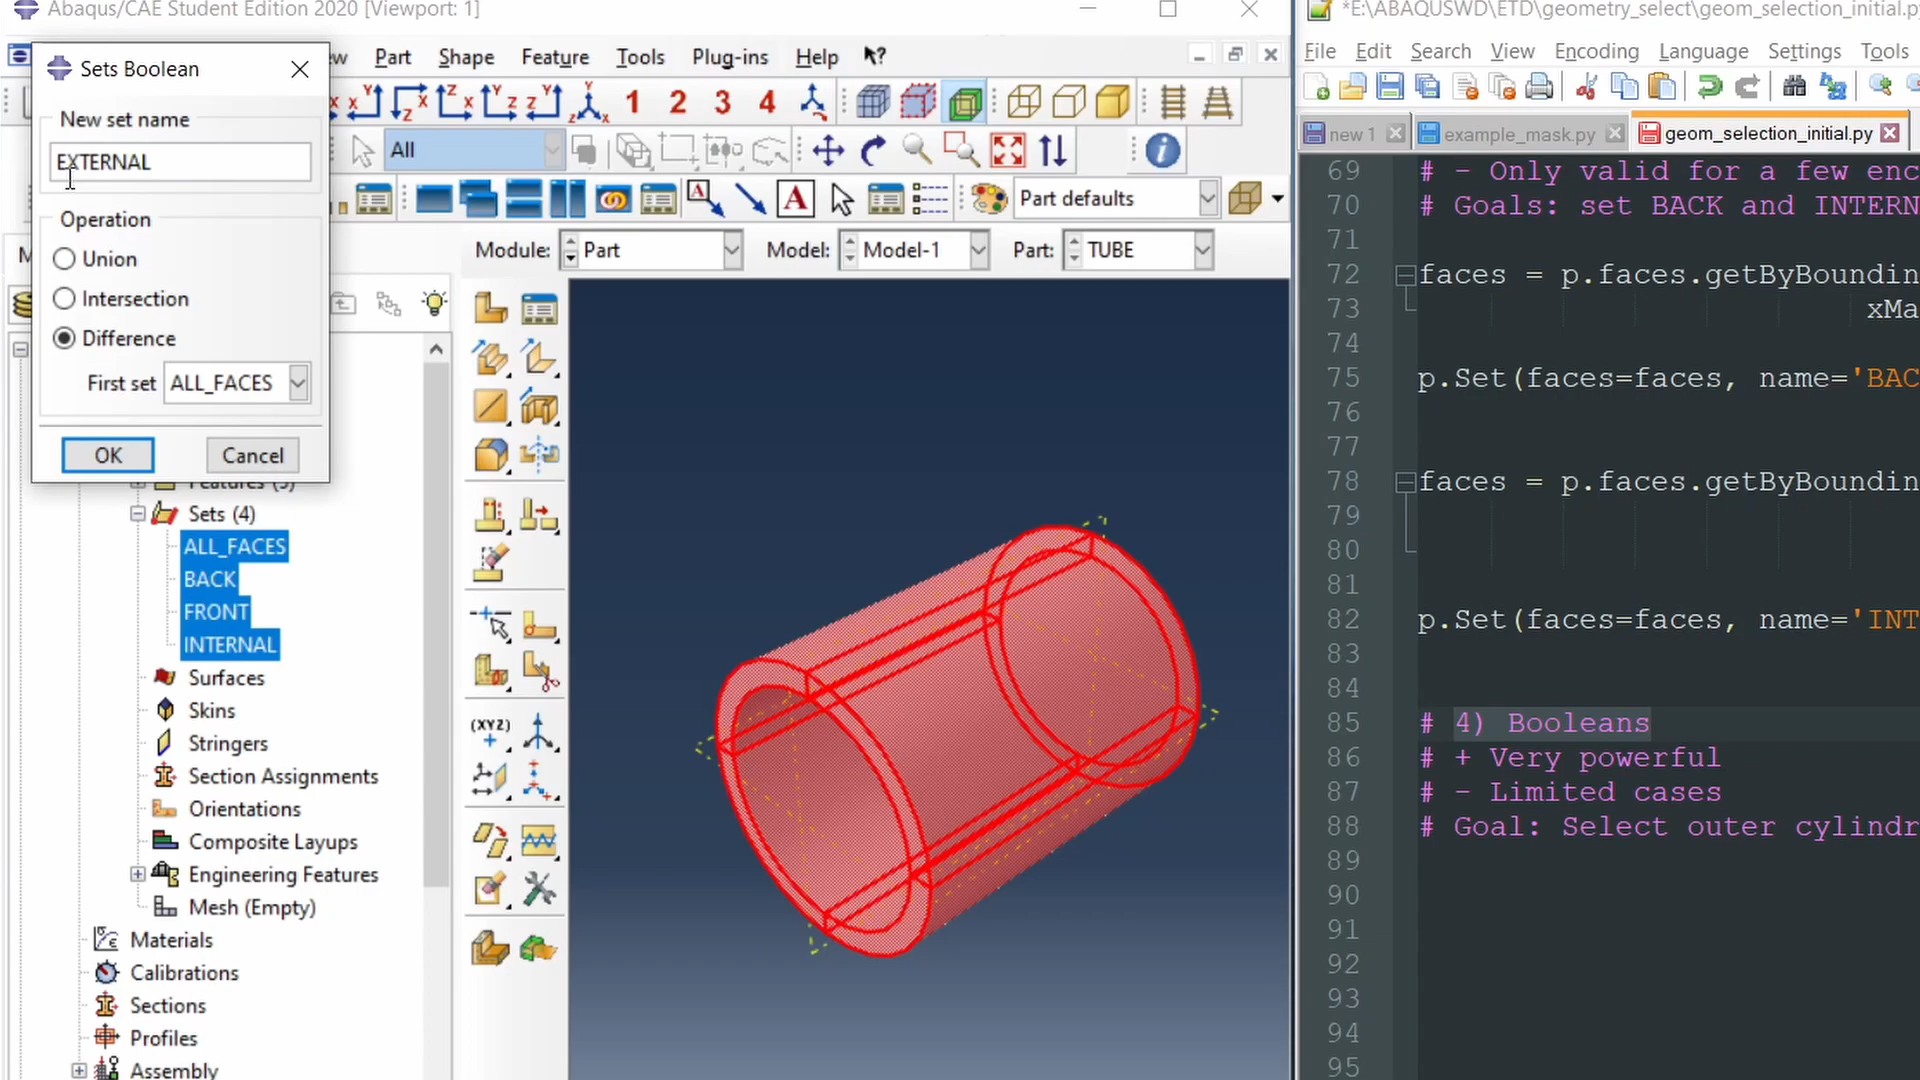 Abaqus/CAE Student Edition 2020 [Viewport: 1]
Part Shape Feature Tools Plug-ins Help
Sets Boolean
New set name
EXTERNAL
Operation
Union
Intersection
Difference
First set ALL_FACES
OK Cancel
1 2 3 4
All
Part defaults
Module: Part Model: Model-1 Part: TUBE
Sets (4)
ALL_FACES
BACK
FRONT
INTERNAL
Surfaces
Skins
Stringers
Section Assignments
Orientations
Composite Layups
Engineering Features
Mesh (Empty)
Materials
Calibrations
Sections
Profiles
Assembly
(XYZ)
*E:\ABAQUSWD\ETD\geometry_select\geom_selection_initial.py
File Edit Search View Encoding Language Settings Tools
new 1 example_mask.py geom_selection_initial.py
69 # - Only valid for a few enc
70 # Goals: set BACK and INTERN
71
72 faces = p.faces.getByBoundin
73 xMa
74
75 p.Set(faces=faces, name='BAC
76
77
78 faces = p.faces.getByBoundin
79
80
81
82 p.Set(faces=faces, name='INT
83
84
85 # 4) Booleans
86 # + Very powerful
87 # - Limited cases
88 # Goal: Select outer cylindr
89
90
91
92
93
94
95